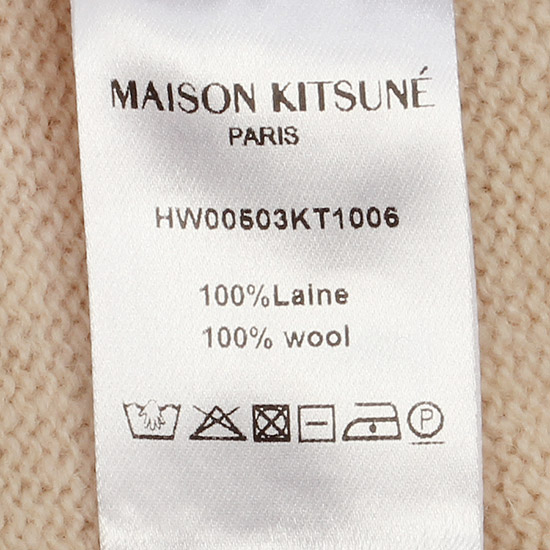 MAISON KITSUNÉ
PARIS
HW00503KT1006
100%Laine
100% wool
P